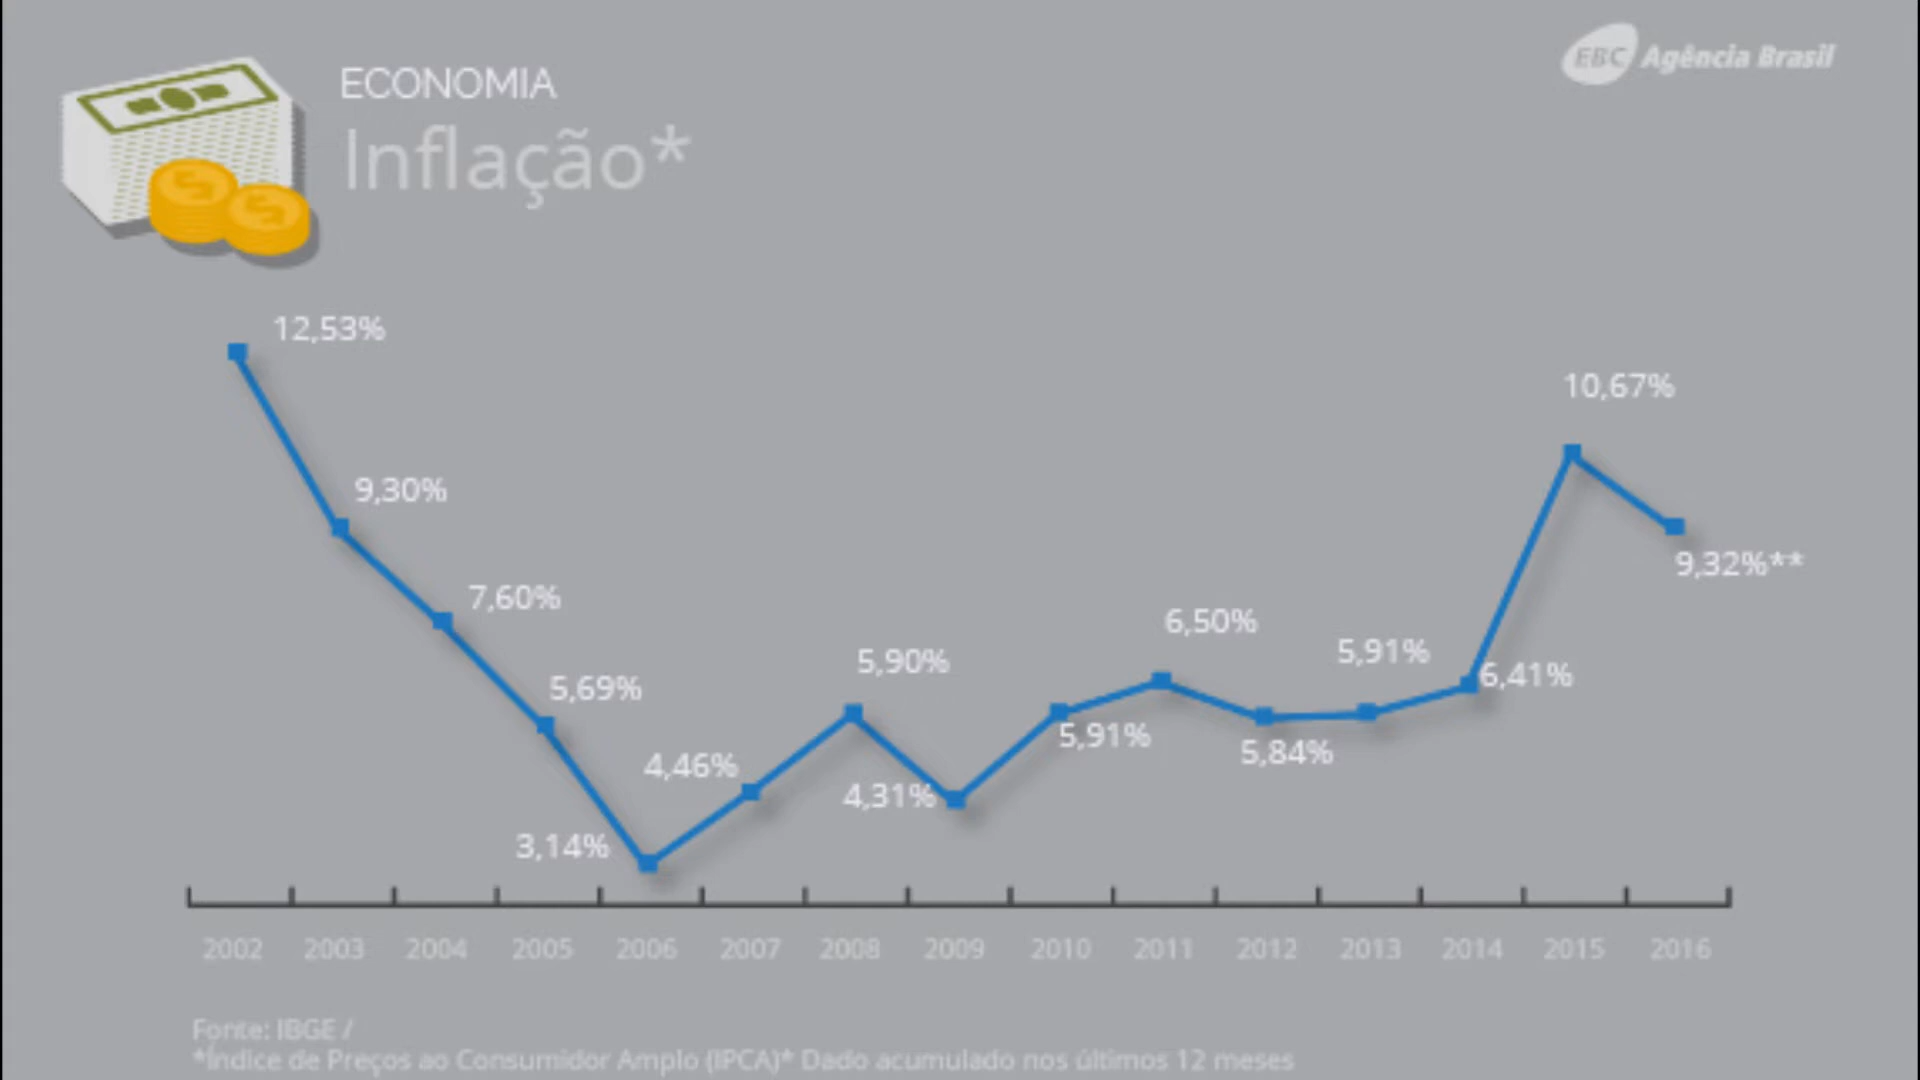 EBC Agência Brasil
ECONOMIA
Inflação*
12,53%
10,67%
9,30%
9,32%**
7,60%
6,50%
5,91%
5,90%
6,41%
5,69%
5,91%
5,84%
4,46%
4,31%
3,14%
2002 2003 2004 2005 2006 2007 2008 2009 2010 2011 2012 2013 2014 2015 2016
Fonte: IBGE /
*Índice de Preços ao Consumidor Amplo (IPCA)* Dado acumulado nos últimos 12 meses